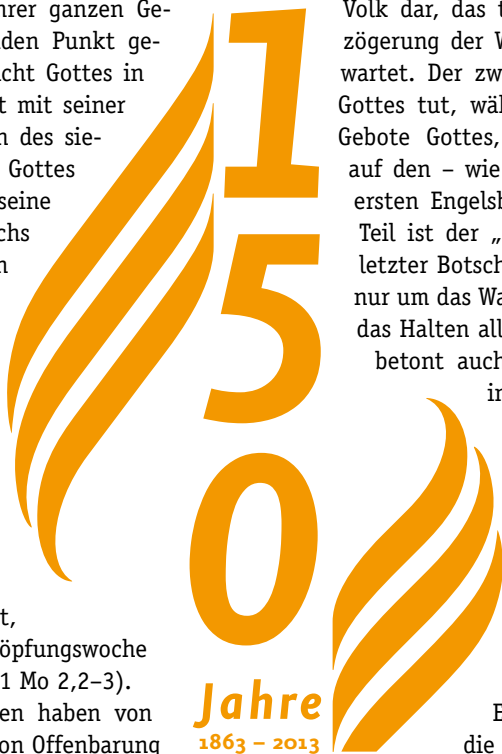 hrer ganzen Ge-
den Punkt ge-
cht Gottes in
t mit seiner
n des sie-
Gottes
seine
chs
n
t,
öpfungswoche
1 Mo 2,2–3).
en haben von
on Offenbarung
150
Jahre
1863 – 2013
Volk dar, das t
zögerung der W
wartet. Der zw
Gottes tut, wäh
Gebote Gottes,
auf den – wie
ersten Engelsb
Teil ist der „
letzter Botsch
nur um das Wa
das Halten all
betont auch
in
E
die